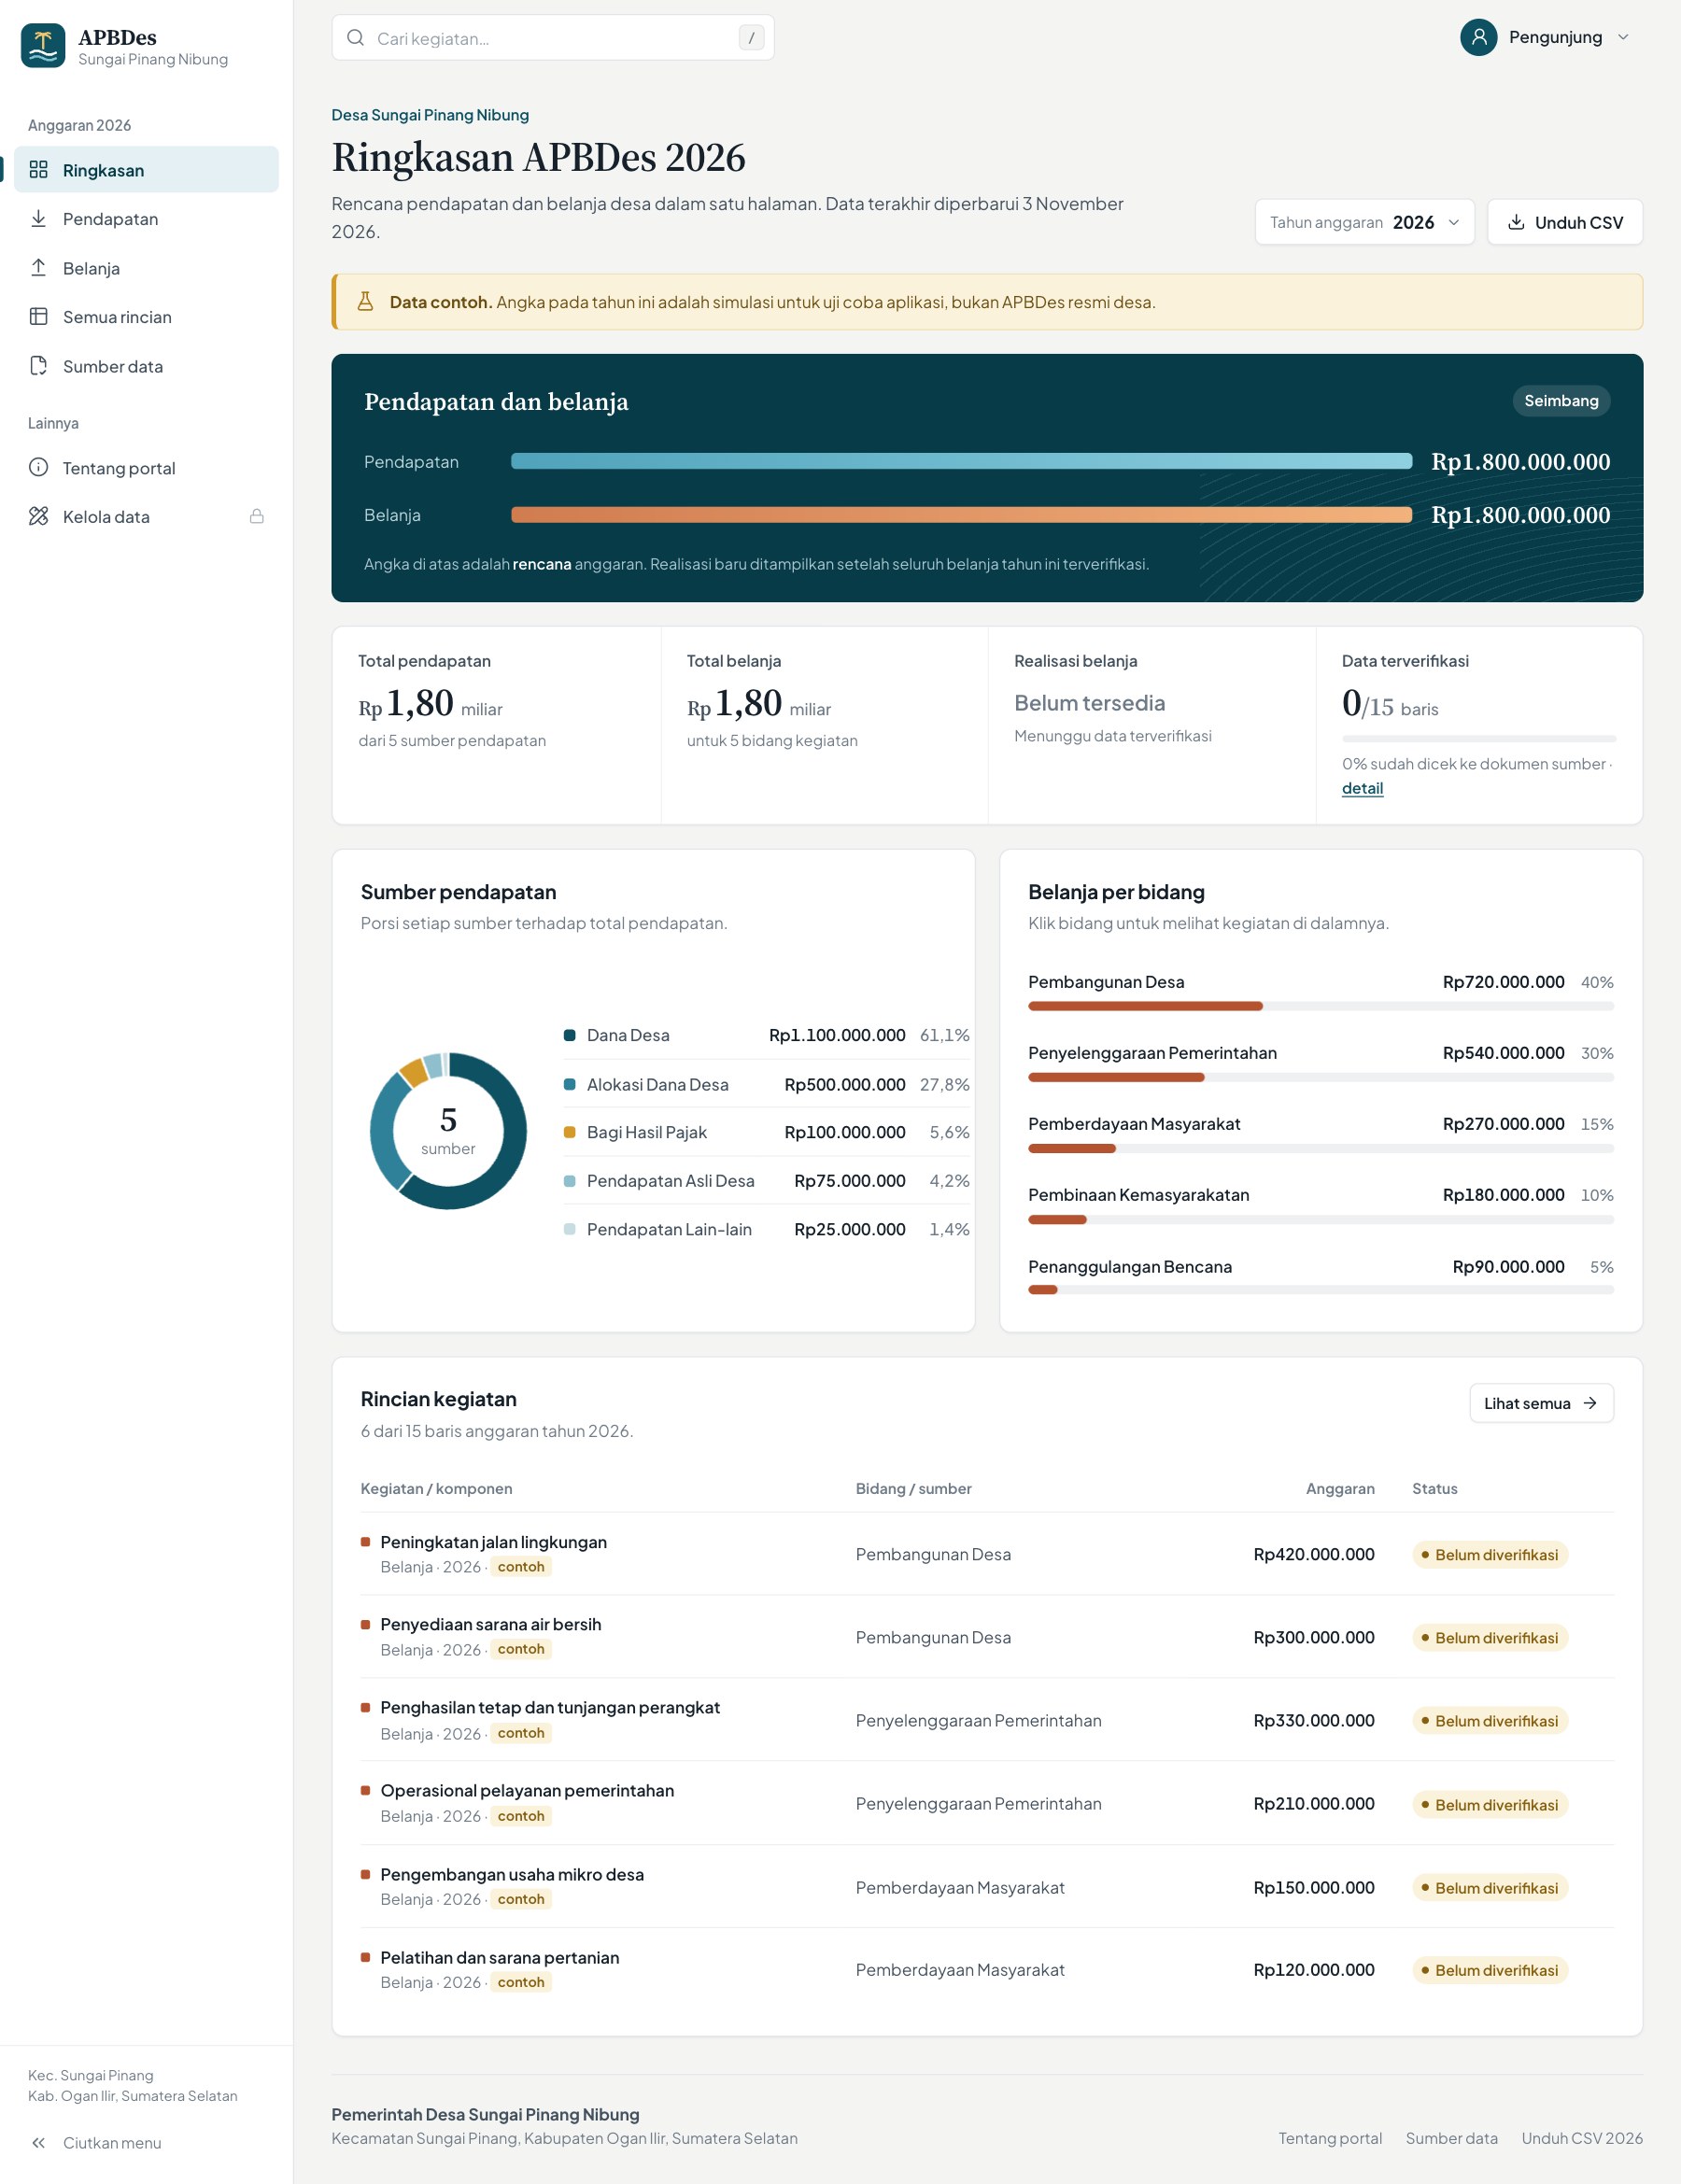 APBDes
Sungai Pinang Nibung
Anggaran 2026
Ringkasan
Pendapatan
Belanja
Semua rincian
Sumber data
Lainnya
Tentang portal
Kelola data
Kec. Sungai Pinang
Kab. Ogan Ilir, Sumatera Selatan
Ciutkan menu
Cari kegiatan...
/
Pengunjung
Desa Sungai Pinang Nibung
Ringkasan APBDes 2026
Rencana pendapatan dan belanja desa dalam satu halaman. Data terakhir diperbarui 3 November
2026.
Tahun anggaran 2026
Unduh CSV
Data contoh. Angka pada tahun ini adalah simulasi untuk uji coba aplikasi, bukan APBDes resmi desa.
Pendapatan dan belanja
Seimbang
Pendapatan Rp1.800.000.000
Belanja Rp1.800.000.000
Angka di atas adalah rencana anggaran. Realisasi baru ditampilkan setelah seluruh belanja tahun ini terverifikasi.
Total pendapatan
Rp 1,80 miliar
dari 5 sumber pendapatan
Total belanja
Rp 1,80 miliar
untuk 5 bidang kegiatan
Realisasi belanja
Belum tersedia
Menunggu data terverifikasi
Data terverifikasi
0/15 baris
0% sudah dicek ke dokumen sumber ·
detail
Sumber pendapatan
Porsi setiap sumber terhadap total pendapatan.
5
sumber
Dana Desa Rp1.100.000.000 61,1%
Alokasi Dana Desa Rp500.000.000 27,8%
Bagi Hasil Pajak Rp100.000.000 5,6%
Pendapatan Asli Desa Rp75.000.000 4,2%
Pendapatan Lain-lain Rp25.000.000 1,4%
Belanja per bidang
Klik bidang untuk melihat kegiatan di dalamnya.
Pembangunan Desa Rp720.000.000 40%
Penyelenggaraan Pemerintahan Rp540.000.000 30%
Pemberdayaan Masyarakat Rp270.000.000 15%
Pembinaan Kemasyarakatan Rp180.000.000 10%
Penanggulangan Bencana Rp90.000.000 5%
Rincian kegiatan
6 dari 15 baris anggaran tahun 2026.
Lihat semua
Kegiatan / komponen Bidang / sumber Anggaran Status
Peningkatan jalan lingkungan
Belanja · 2026 · contoh
Pembangunan Desa Rp420.000.000 Belum diverifikasi
Penyediaan sarana air bersih
Belanja · 2026 · contoh
Pembangunan Desa Rp300.000.000 Belum diverifikasi
Penghasilan tetap dan tunjangan perangkat
Belanja · 2026 · contoh
Penyelenggaraan Pemerintahan Rp330.000.000 Belum diverifikasi
Operasional pelayanan pemerintahan
Belanja · 2026 · contoh
Penyelenggaraan Pemerintahan Rp210.000.000 Belum diverifikasi
Pengembangan usaha mikro desa
Belanja · 2026 · contoh
Pemberdayaan Masyarakat Rp150.000.000 Belum diverifikasi
Pelatihan dan sarana pertanian
Belanja · 2026 · contoh
Pemberdayaan Masyarakat Rp120.000.000 Belum diverifikasi
Pemerintah Desa Sungai Pinang Nibung
Kecamatan Sungai Pinang, Kabupaten Ogan Ilir, Sumatera Selatan
Tentang portal Sumber data Unduh CSV 2026